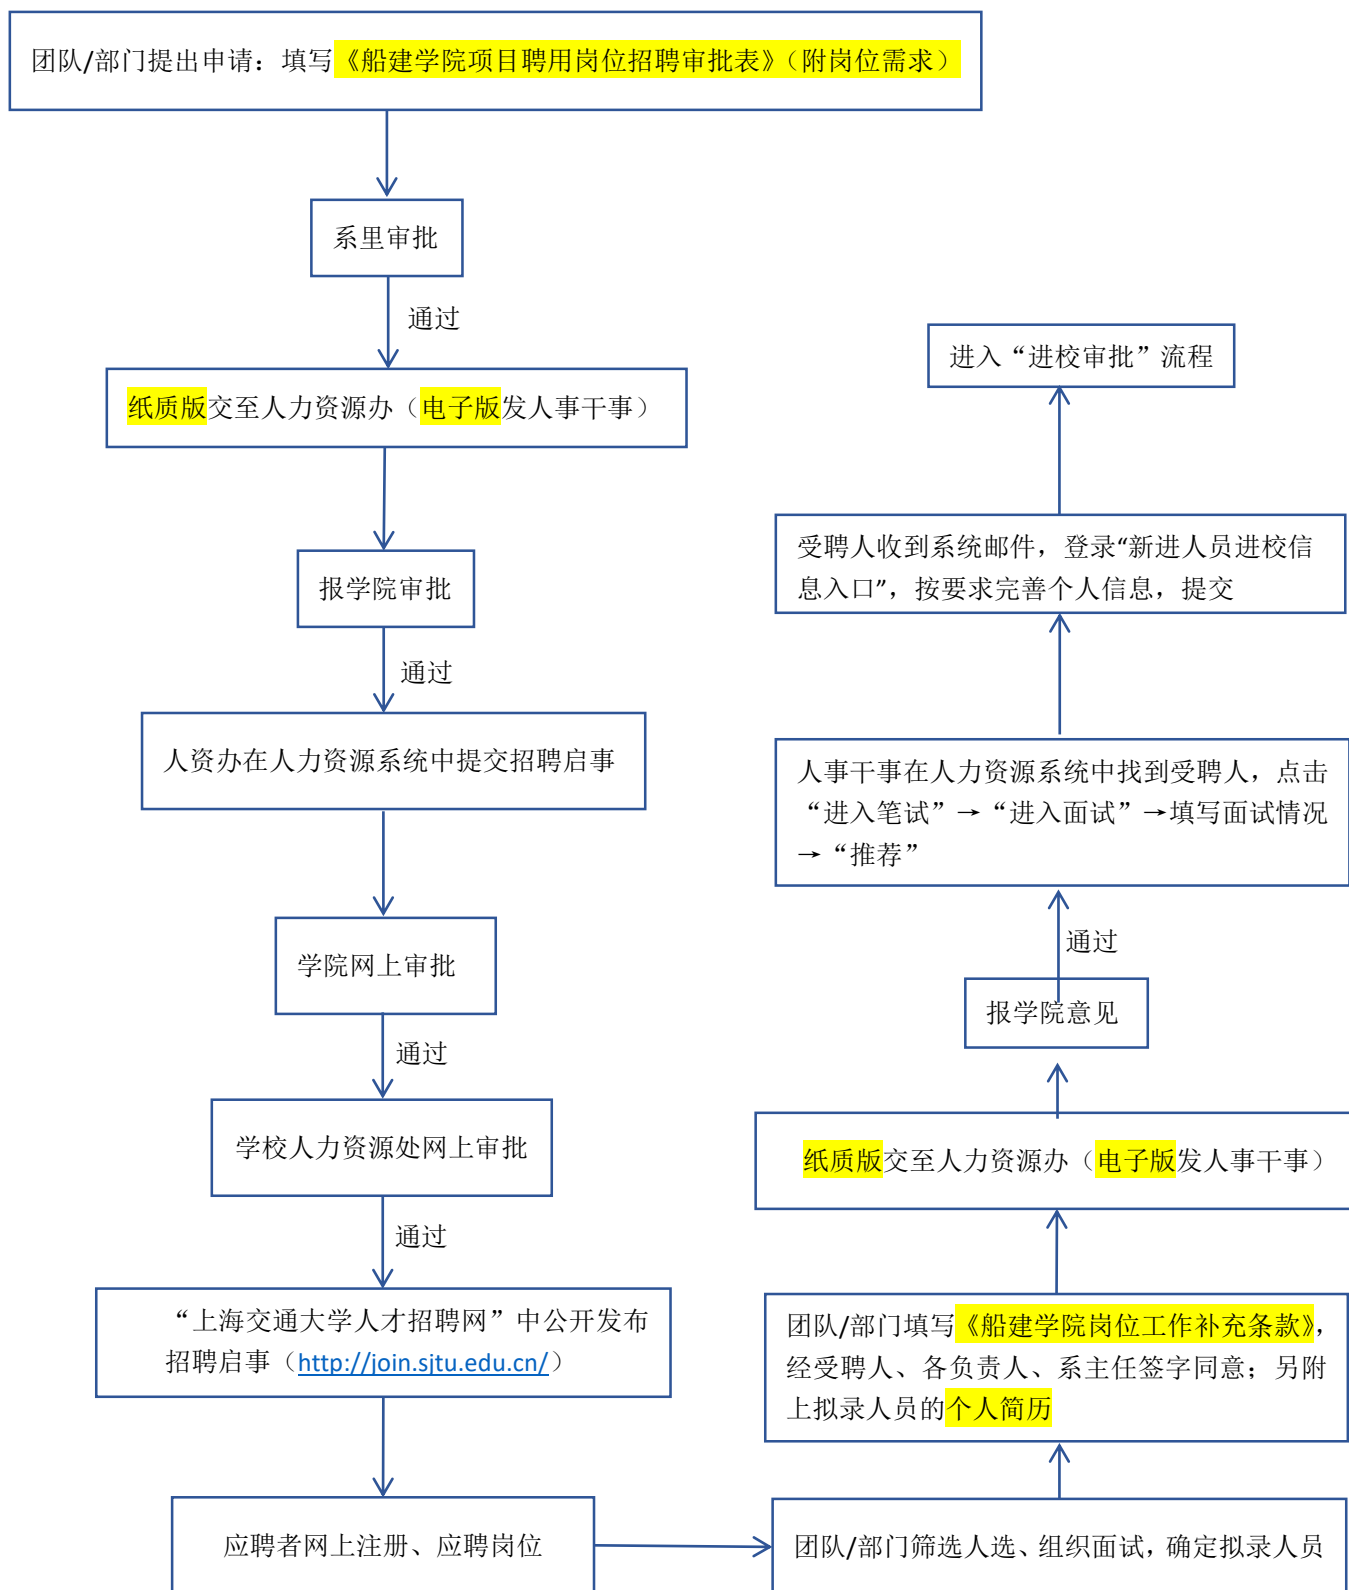 团队/部门提出申请：填写《船建学院项目聘用岗位招聘审批表》（附岗位需求）
系里审批
通过
纸质版交至人力资源办（电子版发人事干事）
报学院审批
通过
人资办在人力资源系统中提交招聘启事
学院网上审批
通过
学校人力资源处网上审批
通过
“上海交通大学人才招聘网”中公开发布
招聘启事（http://join.sjtu.edu.cn/）
应聘者网上注册、应聘岗位
团队/部门筛选人选、组织面试，确定拟录人员
团队/部门填写《船建学院岗位工作补充条款》，
经受聘人、各负责人、系主任签字同意；另附
上拟录人员的个人简历
纸质版交至人力资源办（电子版发人事干事）
报学院意见
通过
人事干事在人力资源系统中找到受聘人，点击
“进入笔试”→“进入面试”→填写面试情况
→“推荐”
受聘人收到系统邮件，登录“新进人员进校信
息入口”，按要求完善个人信息，提交
进入“进校审批”流程